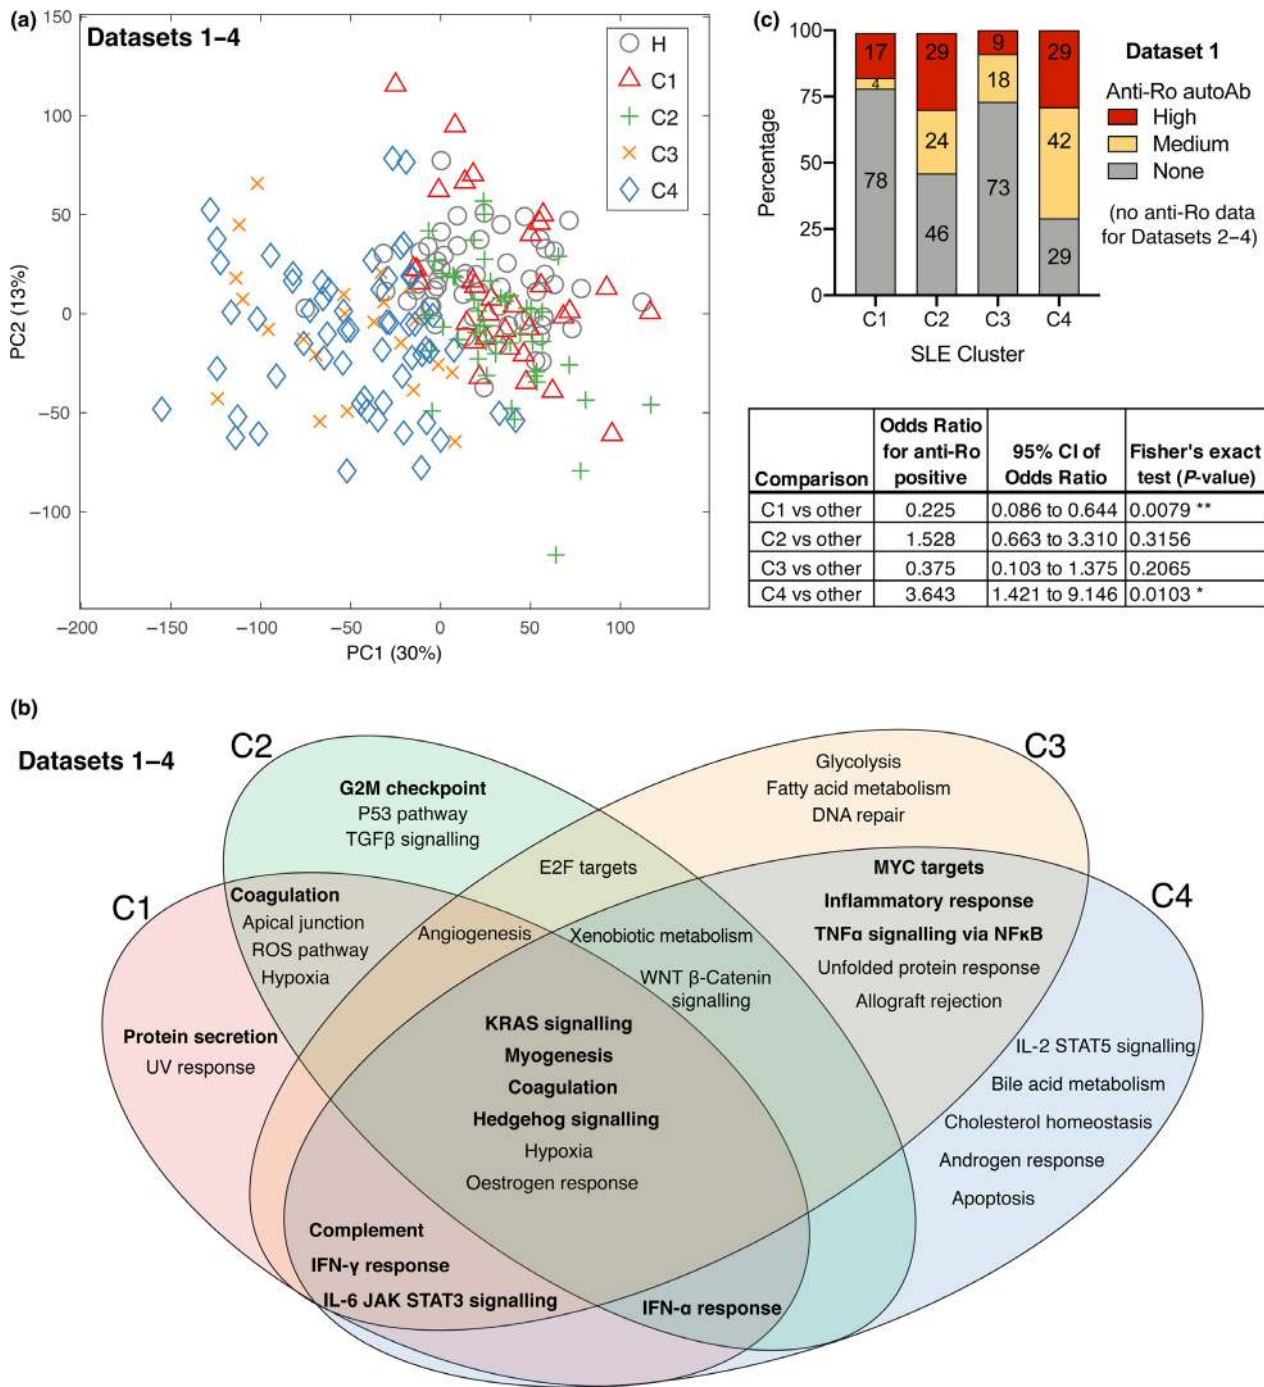 (a)
Datasets 1–4
150
100
50
0
−50
−100
PC2 (13%)
−200
−150
−100
−50
0
50
100
PC1 (30%)
H
C1
C2
C3
C4
(c)
100
75
50
25
0
Percentage
17
4
78
29
24
46
9
18
73
29
42
29
C1
C2
C3
C4
SLE Cluster
Dataset 1
Anti-Ro autoAb
High
Medium
None
(no anti-Ro data
for Datasets 2–4)
Comparison | Odds Ratio for anti-Ro positive | 95% CI of Odds Ratio | Fisher's exact test (P-value)
C1 vs other | 0.225 | 0.086 to 0.644 | 0.0079 **
C2 vs other | 1.528 | 0.663 to 3.310 | 0.3156
C3 vs other | 0.375 | 0.103 to 1.375 | 0.2065
C4 vs other | 3.643 | 1.421 to 9.146 | 0.0103 *
(b)
Datasets 1–4
C2
C3
C1
C4
G2M checkpoint
P53 pathway
TGFβ signalling
Glycolysis
Fatty acid metabolism
DNA repair
E2F targets
Coagulation
Apical junction
ROS pathway
Hypoxia
Angiogenesis
Xenobiotic metabolism
WNT β-Catenin
signalling
MYC targets
Inflammatory response
TNFα signalling via NFκB
Unfolded protein response
Allograft rejection
Protein secretion
UV response
KRAS signalling
Myogenesis
Coagulation
Hedgehog signalling
Hypoxia
Oestrogen response
IL-2 STAT5 signalling
Bile acid metabolism
Cholesterol homeostasis
Androgen response
Apoptosis
Complement
IFN-γ response
IL-6 JAK STAT3 signalling
IFN-α response